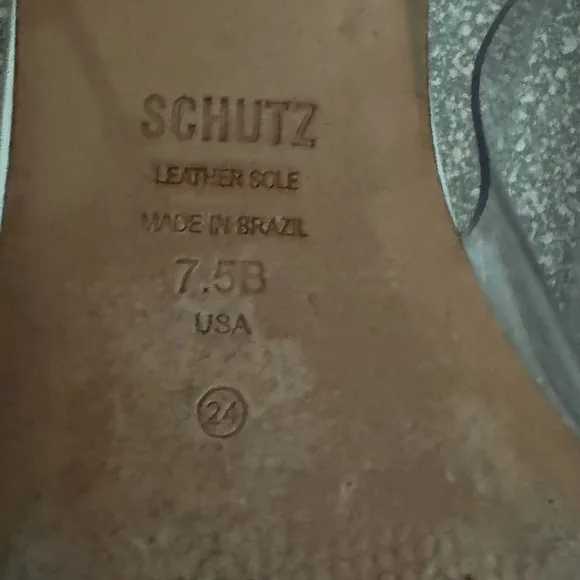 SCHUTZ
LEATHER SOLE
MADE IN BRAZIL
7.5B
USA
24